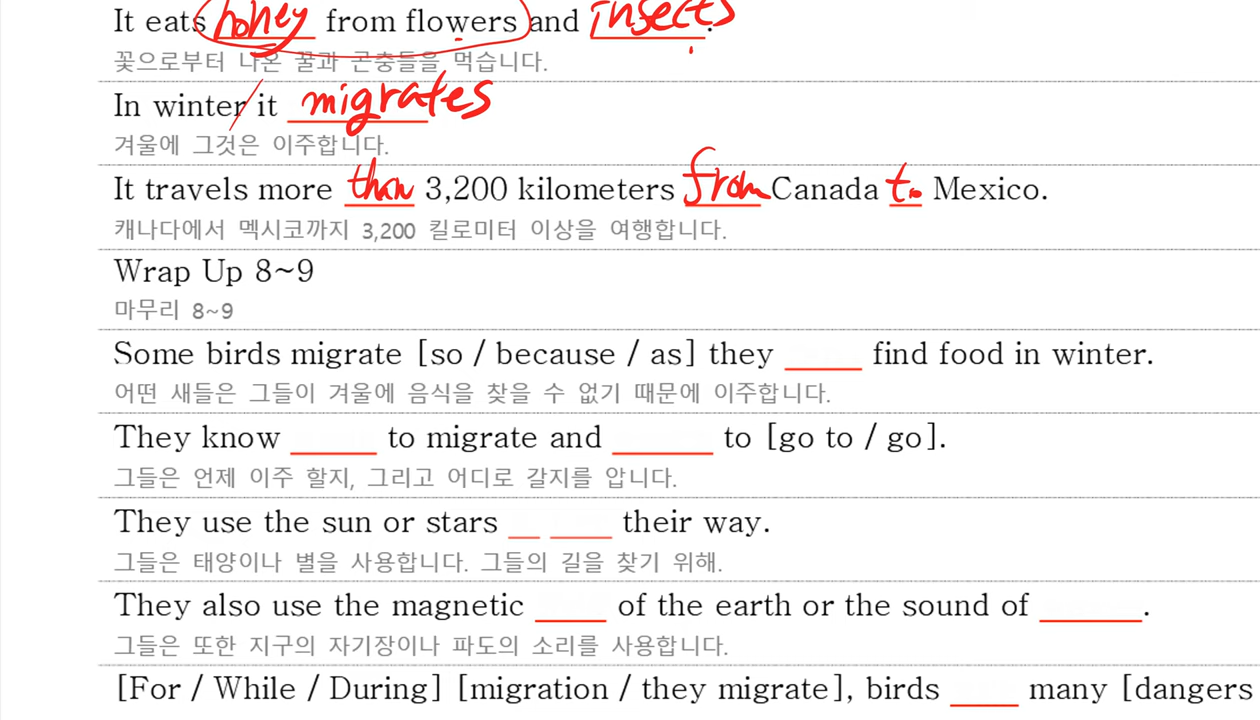 It eats honey from flowers and insects.
꽃으로부터 나온 꿀과 곤충들을 먹습니다.
In winter it migrates
겨울에 그것은 이주합니다.
It travels more than 3,200 kilometers from Canada to Mexico.
캐나다에서 멕시코까지 3,200 킬로미터 이상을 여행합니다.
Wrap Up 8~9
마무리 8~9
Some birds migrate [so / because / as] they ____ find food in winter.
어떤 새들은 그들이 겨울에 음식을 찾을 수 없기 때문에 이주합니다.
They know ____ to migrate and ____ to [go to / go].
그들은 언제 이주 할지, 그리고 어디로 갈지를 압니다.
They use the sun or stars __ ____ their way.
그들은 태양이나 별을 사용합니다. 그들의 길을 찾기 위해.
They also use the magnetic ____ of the earth or the sound of ____.
그들은 또한 지구의 자기장이나 파도의 소리를 사용합니다.
[For / While / During] [migration / they migrate], birds ____ many [dangers